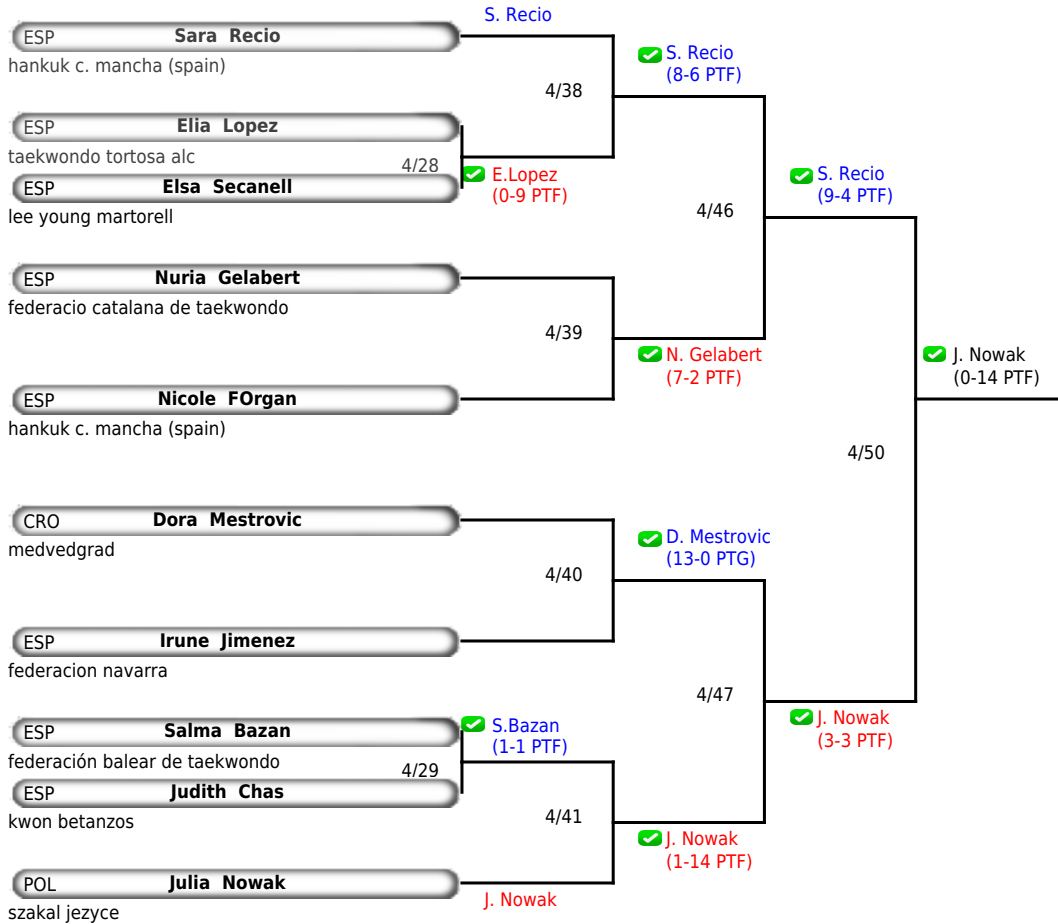 S. Recio
ESP Sara Recio
hankuk c. mancha (spain)
S. Recio
(8-6 PTF)
4/38
ESP Elia Lopez
taekwondo tortosa alc
4/28
E.Lopez
(0-9 PTF)
ESP Elsa Secanell
lee young martorell
S. Recio
(9-4 PTF)
4/46
ESP Nuria Gelabert
federacio catalana de taekwondo
4/39
N. Gelabert
(7-2 PTF)
J. Nowak
(0-14 PTF)
ESP Nicole FOrgan
hankuk c. mancha (spain)
4/50
CRO Dora Mestrovic
medvedgrad
D. Mestrovic
(13-0 PTG)
4/40
ESP Irune Jimenez
federacion navarra
4/47
J. Nowak
(3-3 PTF)
ESP Salma Bazan
federación balear de taekwondo
S.Bazan
(1-1 PTF)
4/29
ESP Judith Chas
kwon betanzos
4/41
J. Nowak
(1-14 PTF)
POL Julia Nowak
szakal jezyce
J. Nowak